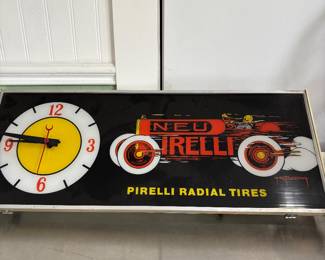 12
3
6
9
NEU
PIRELLI
PIRELLI RADIAL TIRES